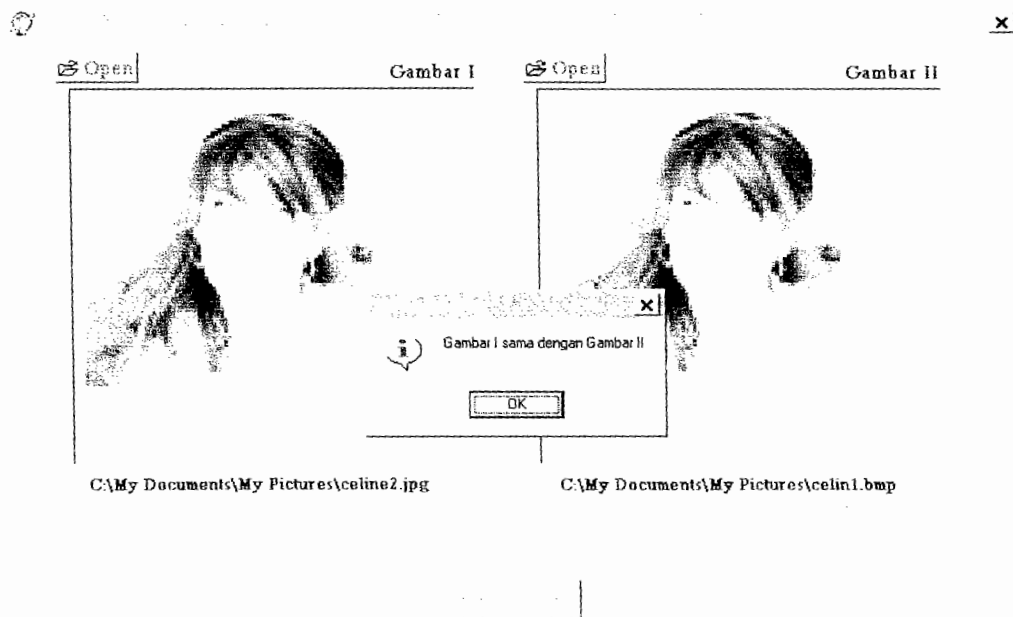 Open
Gambar I
Open
Gambar II
Gambar I sama dengan Gambar II
OK
C:\My Documents\My Pictures\celine2.jpg
C:\My Documents\My Pictures\celin1.bmp